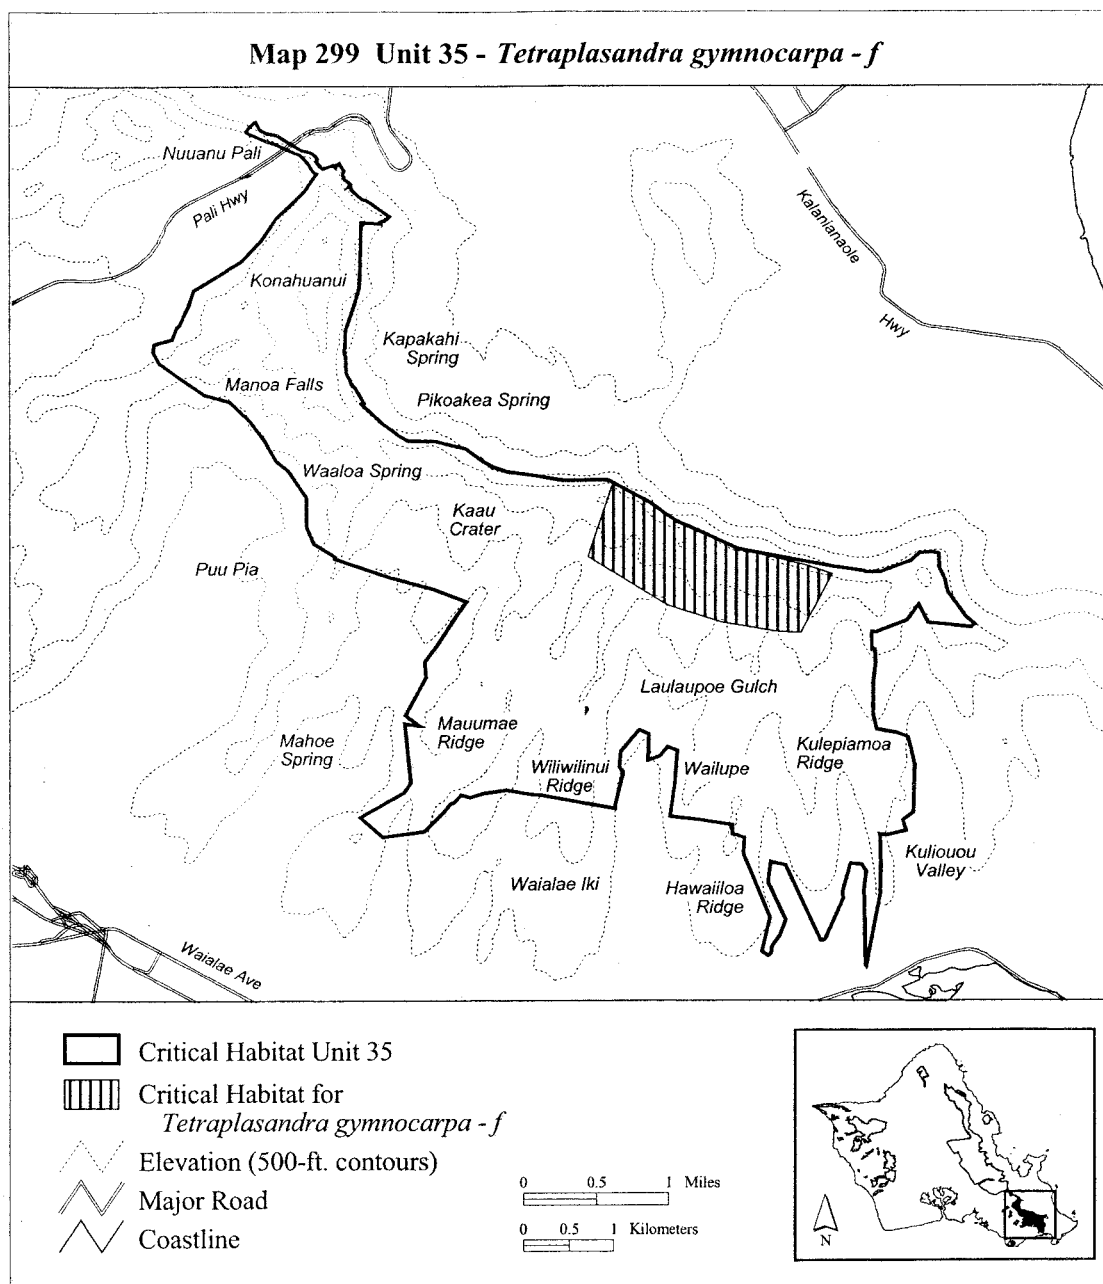 Map 299 Unit 35 - Tetraplasandra gymnocarpa - f
Nuuanu Pali
Pali Hwy
Kalanianaole
Hwy
Konahuanui
Kapakahi
Spring
Manoa Falls
Pikoakea Spring
Waaloa Spring
Kaau
Crater
Puu Pia
Laulaupoe Gulch
Mauumae
Ridge
Mahoe
Spring
Kulepiamoa
Ridge
Wiliwilinui
Ridge
Wailupe
Kuliouou
Valley
Waialae Iki
Hawaiiloa
Ridge
Waialae Ave
Critical Habitat Unit 35
Critical Habitat for
Tetraplasandra gymnocarpa - f
Elevation (500-ft. contours)
Major Road
Coastline
0 0.5 1 Miles
0 0.5 1 Kilometers
N